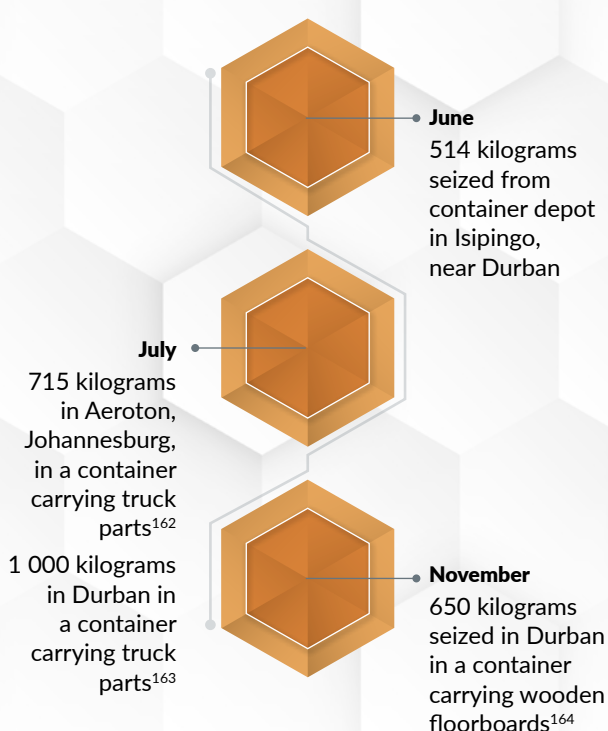 June
514 kilograms
seized from
container depot
in Isipingo,
near Durban
July
715 kilograms
in Aeroton,
Johannesburg,
in a container
carrying truck
parts162
1 000 kilograms
in Durban in
a container
carrying truck
parts163
November
650 kilograms
seized in Durban
in a container
carrying wooden
floorboards164